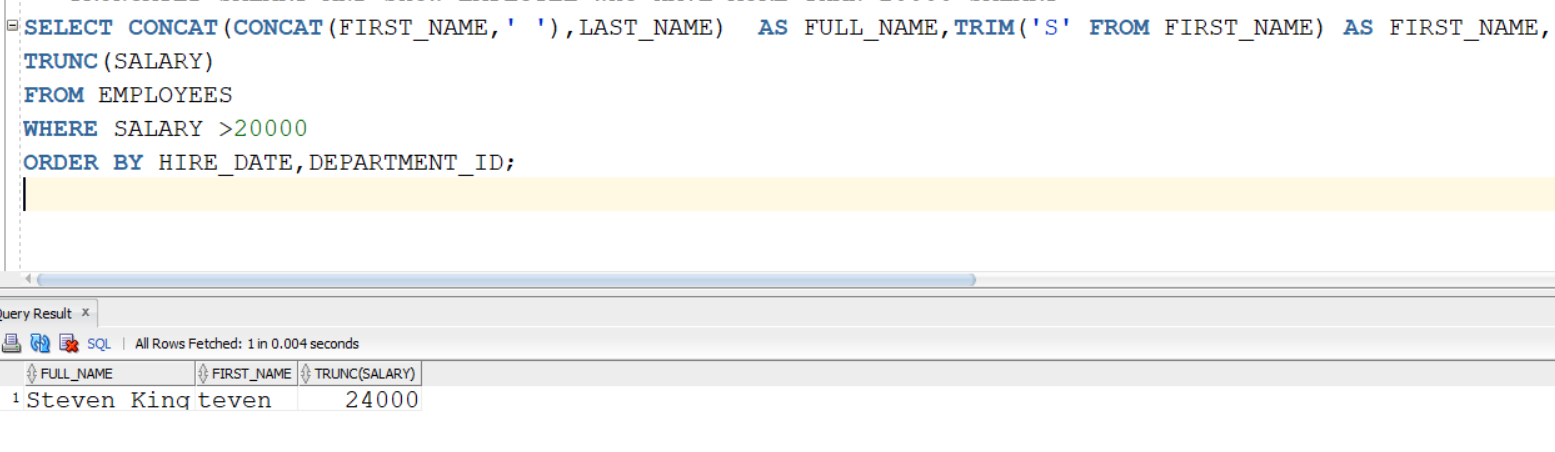 SELECT CONCAT(CONCAT(FIRST_NAME,' '),LAST_NAME)  AS FULL_NAME,TRIM('S' FROM FIRST_NAME) AS FIRST_NAME,
TRUNC(SALARY)
FROM EMPLOYEES
WHERE SALARY >20000
ORDER BY HIRE_DATE,DEPARTMENT_ID;
Query Result x
SQL | All Rows Fetched: 1 in 0.004 seconds
FULL_NAME FIRST_NAME TRUNC(SALARY)
1 Steven King teven 24000